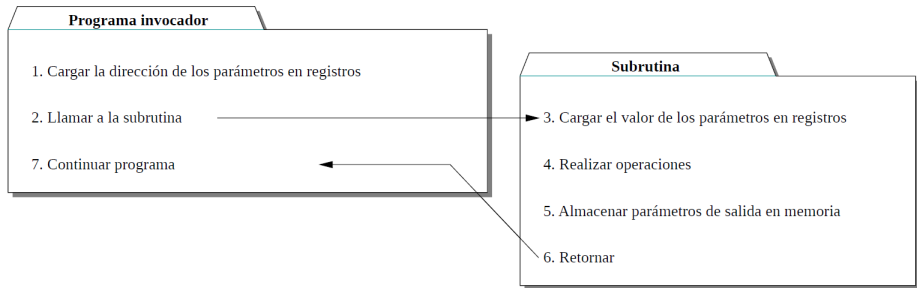 Programa invocador
1. Cargar la dirección de los parámetros en registros
2. Llamar a la subrutina
7. Continuar programa
Subrutina
3. Cargar el valor de los parámetros en registros
4. Realizar operaciones
5. Almacenar parámetros de salida en memoria
6. Retornar